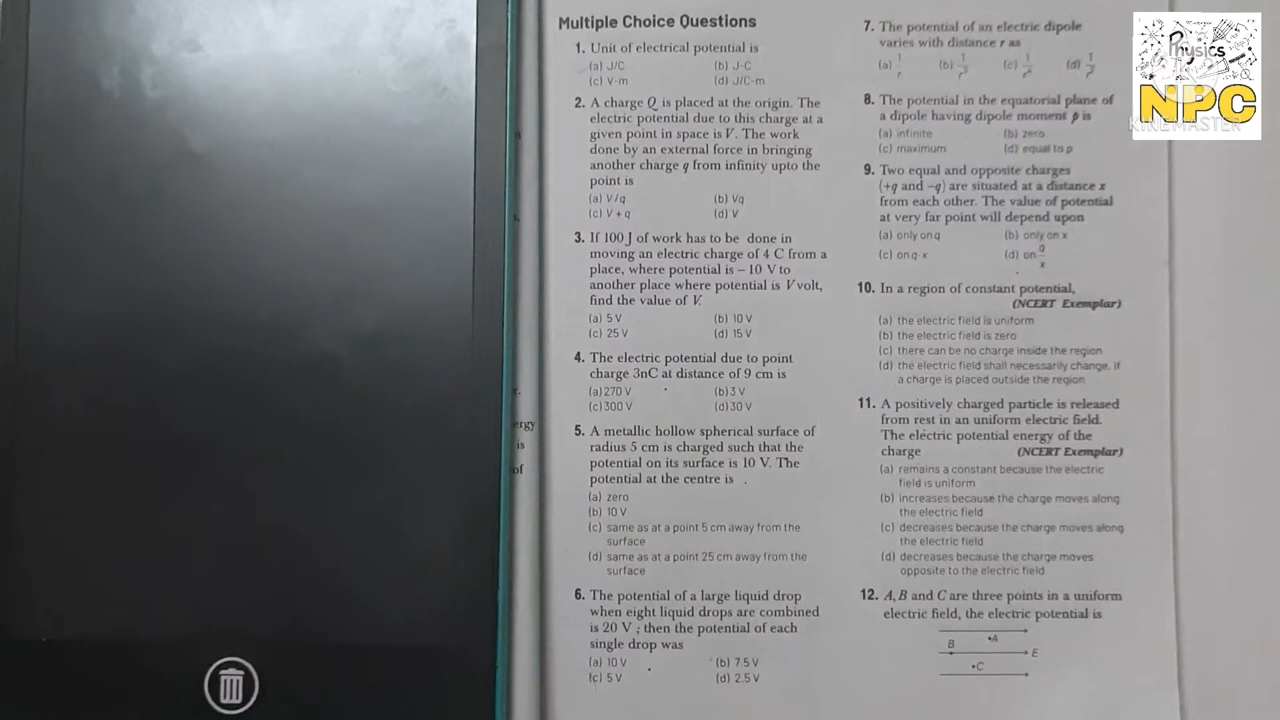 Multiple Choice Questions
1. Unit of electrical potential is
(a) J/C (b) J-C
(c) V-m (d) J/C-m
2. A charge Q is placed at the origin. The
electric potential due to this charge at a
given point in space is V. The work
done by an external force in bringing
another charge q from infinity upto the
point is
(a) V/q (b) Vq
(c) V + q (d) V
3. If 100 J of work has to be done in
moving an electric charge of 4 C from a
place, where potential is – 10 V to
another place where potential is V volt,
find the value of V.
(a) 5 V (b) 10 V
(c) 25 V (d) 15 V
4. The electric potential due to point
charge 3nC at distance of 9 cm is
(a) 270 V (b) 3 V
(c) 300 V (d) 30 V
5. A metallic hollow spherical surface of
radius 5 cm is charged such that the
potential on its surface is 10 V. The
potential at the centre is
(a) zero
(b) 10 V
(c) same as at a point 5 cm away from the
surface
(d) same as at a point 25 cm away from the
surface
6. The potential of a large liquid drop
when eight liquid drops are combined
is 20 V ; then the potential of each
single drop was
(a) 10 V (b) 7.5 V
(c) 5 V (d) 2.5 V
7. The potential of an electric dipole
varies with distance r as
(a) 1/r (b) (c) (d)
8. The potential in the equatorial plane of
a dipole having dipole moment p is
(a) infinite (b) zero
(c) maximum (d) equal to p
9. Two equal and opposite charges
(+q and –q) are situated at a distance x
from each other. The value of potential
at very far point will depend upon
(a) only on q (b) only on x
(c) on q·x (d) on q/x
10. In a region of constant potential,
(NCERT Exemplar)
(a) the electric field is uniform
(b) the electric field is zero
(c) there can be no charge inside the region
(d) the electric field shall necessarily change, if
a charge is placed outside the region
11. A positively charged particle is released
from rest in an uniform electric field.
The electric potential energy of the
charge (NCERT Exemplar)
(a) remains a constant because the electric
field is uniform
(b) increases because the charge moves along
the electric field
(c) decreases because the charge moves along
the electric field
(d) decreases because the charge moves
opposite to the electric field
12. A, B and C are three points in a uniform
electric field, the electric potential is
A
B E
C
ergy
is
of
Physics
NPC
KINEMASTER